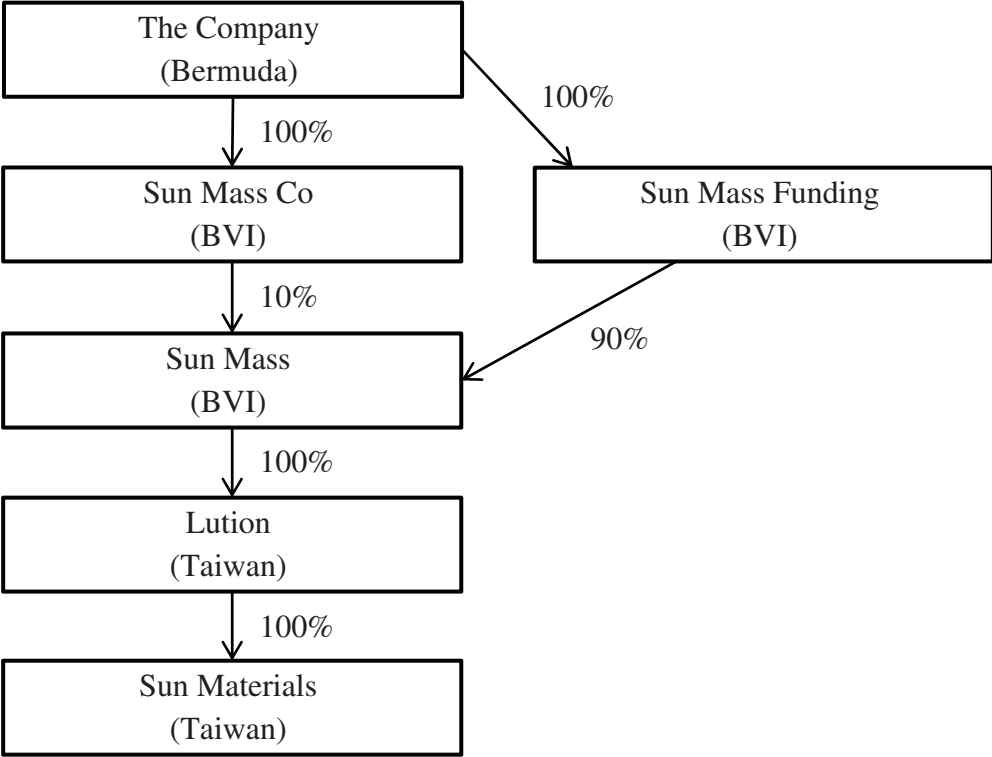 The Company
(Bermuda)
100%
100%
Sun Mass Co
(BVI)
Sun Mass Funding
(BVI)
10%
90%
Sun Mass
(BVI)
100%
Lution
(Taiwan)
100%
Sun Materials
(Taiwan)